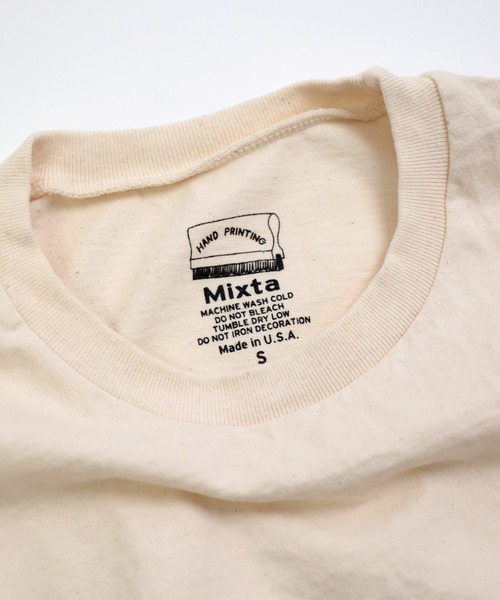 HAND PRINTING
Mixta
MACHINE WASH COLD
DO NOT BLEACH
TUMBLE DRY LOW
DO NOT IRON DECORATION
Made in U.S.A.
S